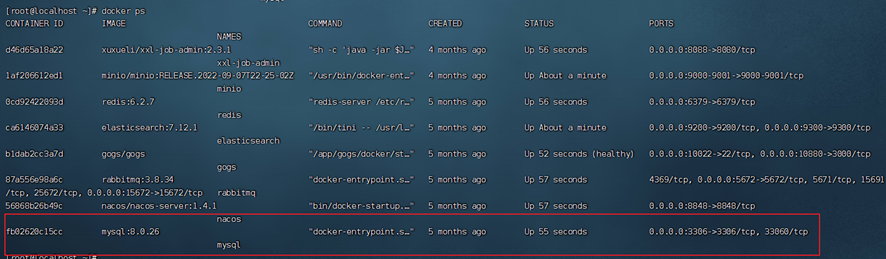 [root@localhost ~]# docker ps
CONTAINER ID IMAGE COMMAND CREATED STATUS PORTS
NAMES
d46d65a18a22 xuxueli/xxl-job-admin:2.3.1 "sh -c 'java -jar $J…" 4 months ago Up 56 seconds 0.0.0.0:8088->8080/tcp
xxl-job-admin
1af206612ed1 minio/minio:RELEASE.2022-09-07T22-25-02Z "/usr/bin/docker-ent…" 4 months ago Up About a minute 0.0.0.0:9000-9001->9000-9001/tcp
minio
0cd92422093d redis:6.2.7 "redis-server /etc/r…" 5 months ago Up 56 seconds 0.0.0.0:6379->6379/tcp
redis
ca6146074a33 elasticsearch:7.12.1 "/bin/tini -- /usr/l…" 5 months ago Up About a minute 0.0.0.0:9200->9200/tcp, 0.0.0.0:9300->9300/tcp
elasticsearch
b1dab2cc3a7d gogs/gogs "/app/gogs/docker/st…" 5 months ago Up 52 seconds (healthy) 0.0.0.0:10022->22/tcp, 0.0.0.0:10880->3000/tcp
gogs
87a556e98a6c rabbitmq:3.8.34 "docker-entrypoint.s…" 5 months ago Up 57 seconds 4369/tcp, 0.0.0.0:5672->5672/tcp, 5671/tcp, 15691
/tcp, 25672/tcp, 0.0.0.0:15672->15672/tcp rabbitmq
56868b26b49c nacos/nacos-server:1.4.1 "bin/docker-startup.…" 5 months ago Up 57 seconds 0.0.0.0:8848->8848/tcp
nacos
fb02620c15cc mysql:8.0.26 "docker-entrypoint.s…" 5 months ago Up 55 seconds 0.0.0.0:3306->3306/tcp, 33060/tcp
mysql
[root@localhost ~]#